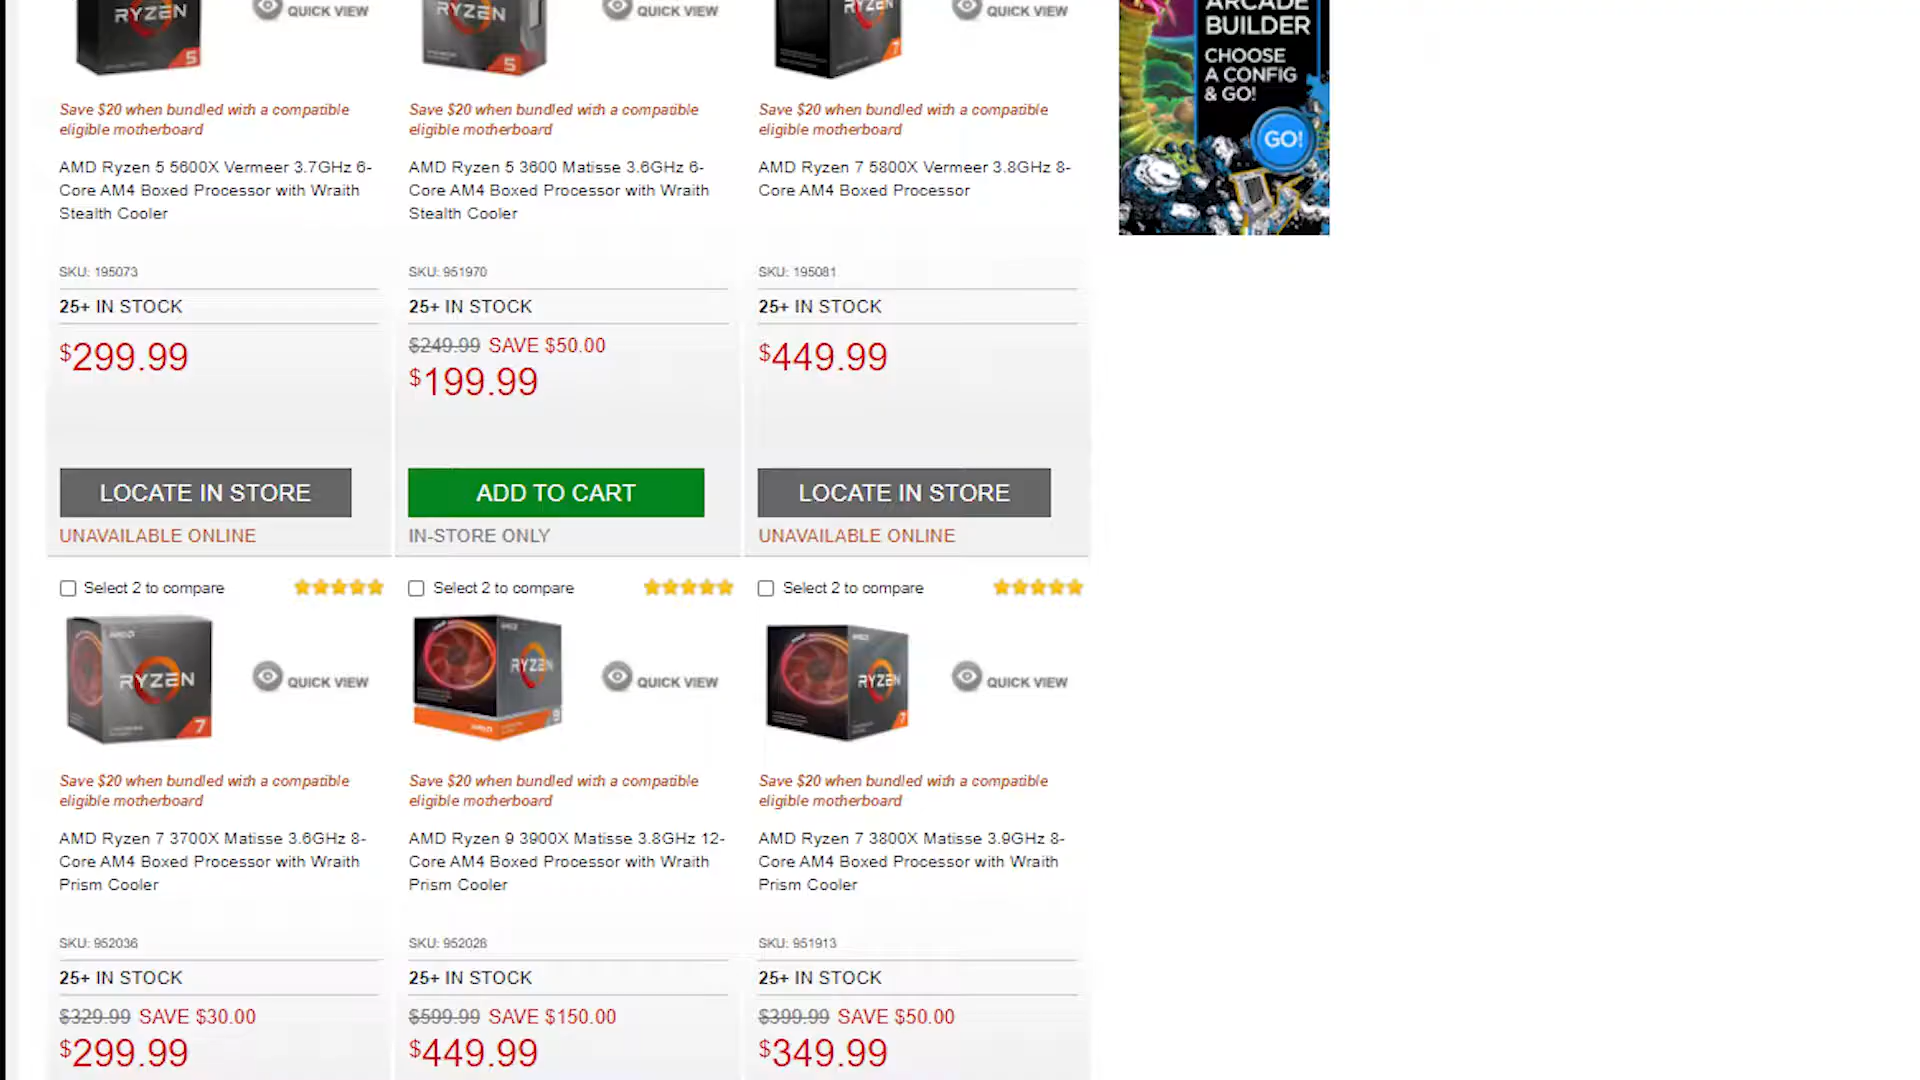 RYZEN
5
QUICK VIEW
RYZEN
5
QUICK VIEW
RYZEN
7
QUICK VIEW
ARCADE
BUILDER
CHOOSE
A CONFIG
& GO!
GO!
Save $20 when bundled with a compatible
eligible motherboard
AMD Ryzen 5 5600X Vermeer 3.7GHz 6-
Core AM4 Boxed Processor with Wraith
Stealth Cooler
SKU: 195073
25+ IN STOCK
$299.99
LOCATE IN STORE
UNAVAILABLE ONLINE
Save $20 when bundled with a compatible
eligible motherboard
AMD Ryzen 5 3600 Matisse 3.6GHz 6-
Core AM4 Boxed Processor with Wraith
Stealth Cooler
SKU: 951970
25+ IN STOCK
$249.99 SAVE $50.00
$199.99
ADD TO CART
IN-STORE ONLY
Save $20 when bundled with a compatible
eligible motherboard
AMD Ryzen 7 5800X Vermeer 3.8GHz 8-
Core AM4 Boxed Processor
SKU: 195081
25+ IN STOCK
$449.99
LOCATE IN STORE
UNAVAILABLE ONLINE
Select 2 to compare
AMD
RYZEN
7
QUICK VIEW
Save $20 when bundled with a compatible
eligible motherboard
AMD Ryzen 7 3700X Matisse 3.6GHz 8-
Core AM4 Boxed Processor with Wraith
Prism Cooler
SKU: 952036
25+ IN STOCK
$329.99 SAVE $30.00
$299.99
Select 2 to compare
AMD
RYZEN
AMD
9
QUICK VIEW
Save $20 when bundled with a compatible
eligible motherboard
AMD Ryzen 9 3900X Matisse 3.8GHz 12-
Core AM4 Boxed Processor with Wraith
Prism Cooler
SKU: 952028
25+ IN STOCK
$599.99 SAVE $150.00
$449.99
Select 2 to compare
AMD
RYZEN
7
QUICK VIEW
Save $20 when bundled with a compatible
eligible motherboard
AMD Ryzen 7 3800X Matisse 3.9GHz 8-
Core AM4 Boxed Processor with Wraith
Prism Cooler
SKU: 951913
25+ IN STOCK
$399.99 SAVE $50.00
$349.99